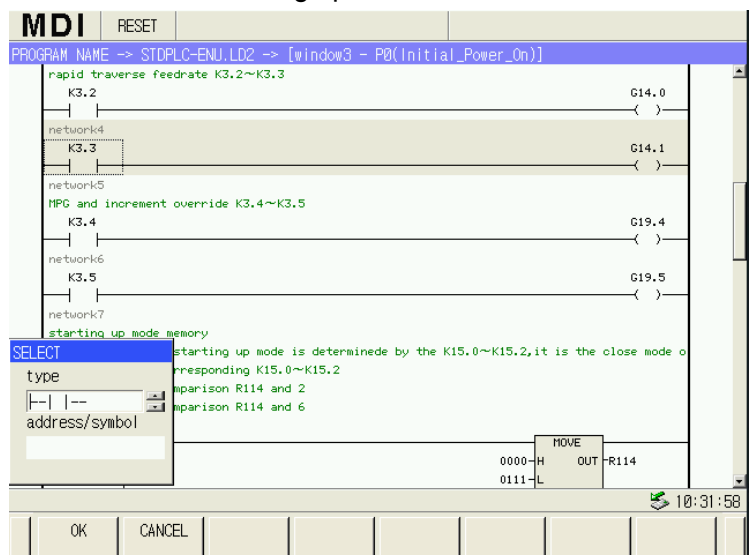 MDI RESET
PROGRAM NAME -> STDPLC-ENU.LD2 -> [window3 - P0(Initial_Power_On)]
rapid traverse feedrate K3.2~K3.3
K3.2 G14.0
network4
K3.3 G14.1
network5
MPG and increment override K3.4~K3.5
K3.4 G19.4
network6
K3.5 G19.5
network7
starting up mode memory
starting up mode is determinede by the K15.0~K15.2,it is the close mode o
rresponding K15.0~K15.2
mparison R114 and 2
mparison R114 and 6
SELECT
type
|--| |--
address/symbol
MOVE
0000-H OUT-R114
0111-L
10:31:58
OK CANCEL